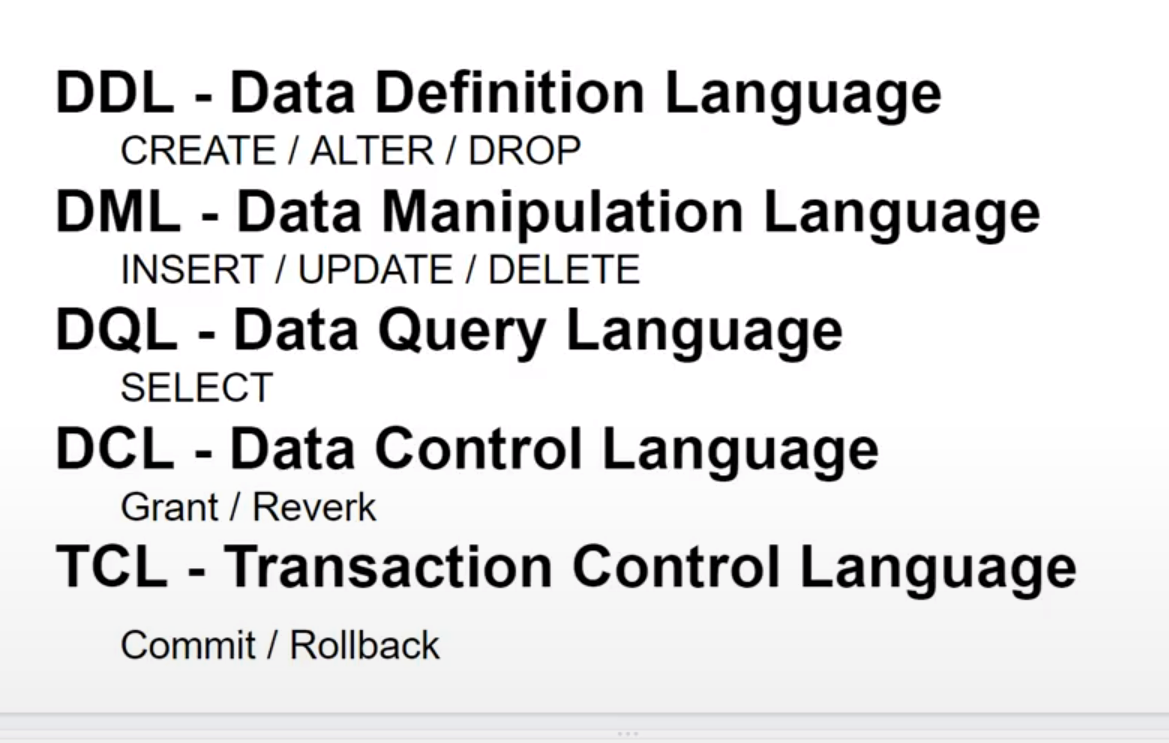 DDL - Data Definition Language
CREATE / ALTER / DROP
DML - Data Manipulation Language
INSERT / UPDATE / DELETE
DQL - Data Query Language
SELECT
DCL - Data Control Language
Grant / Reverk
TCL - Transaction Control Language
Commit / Rollback